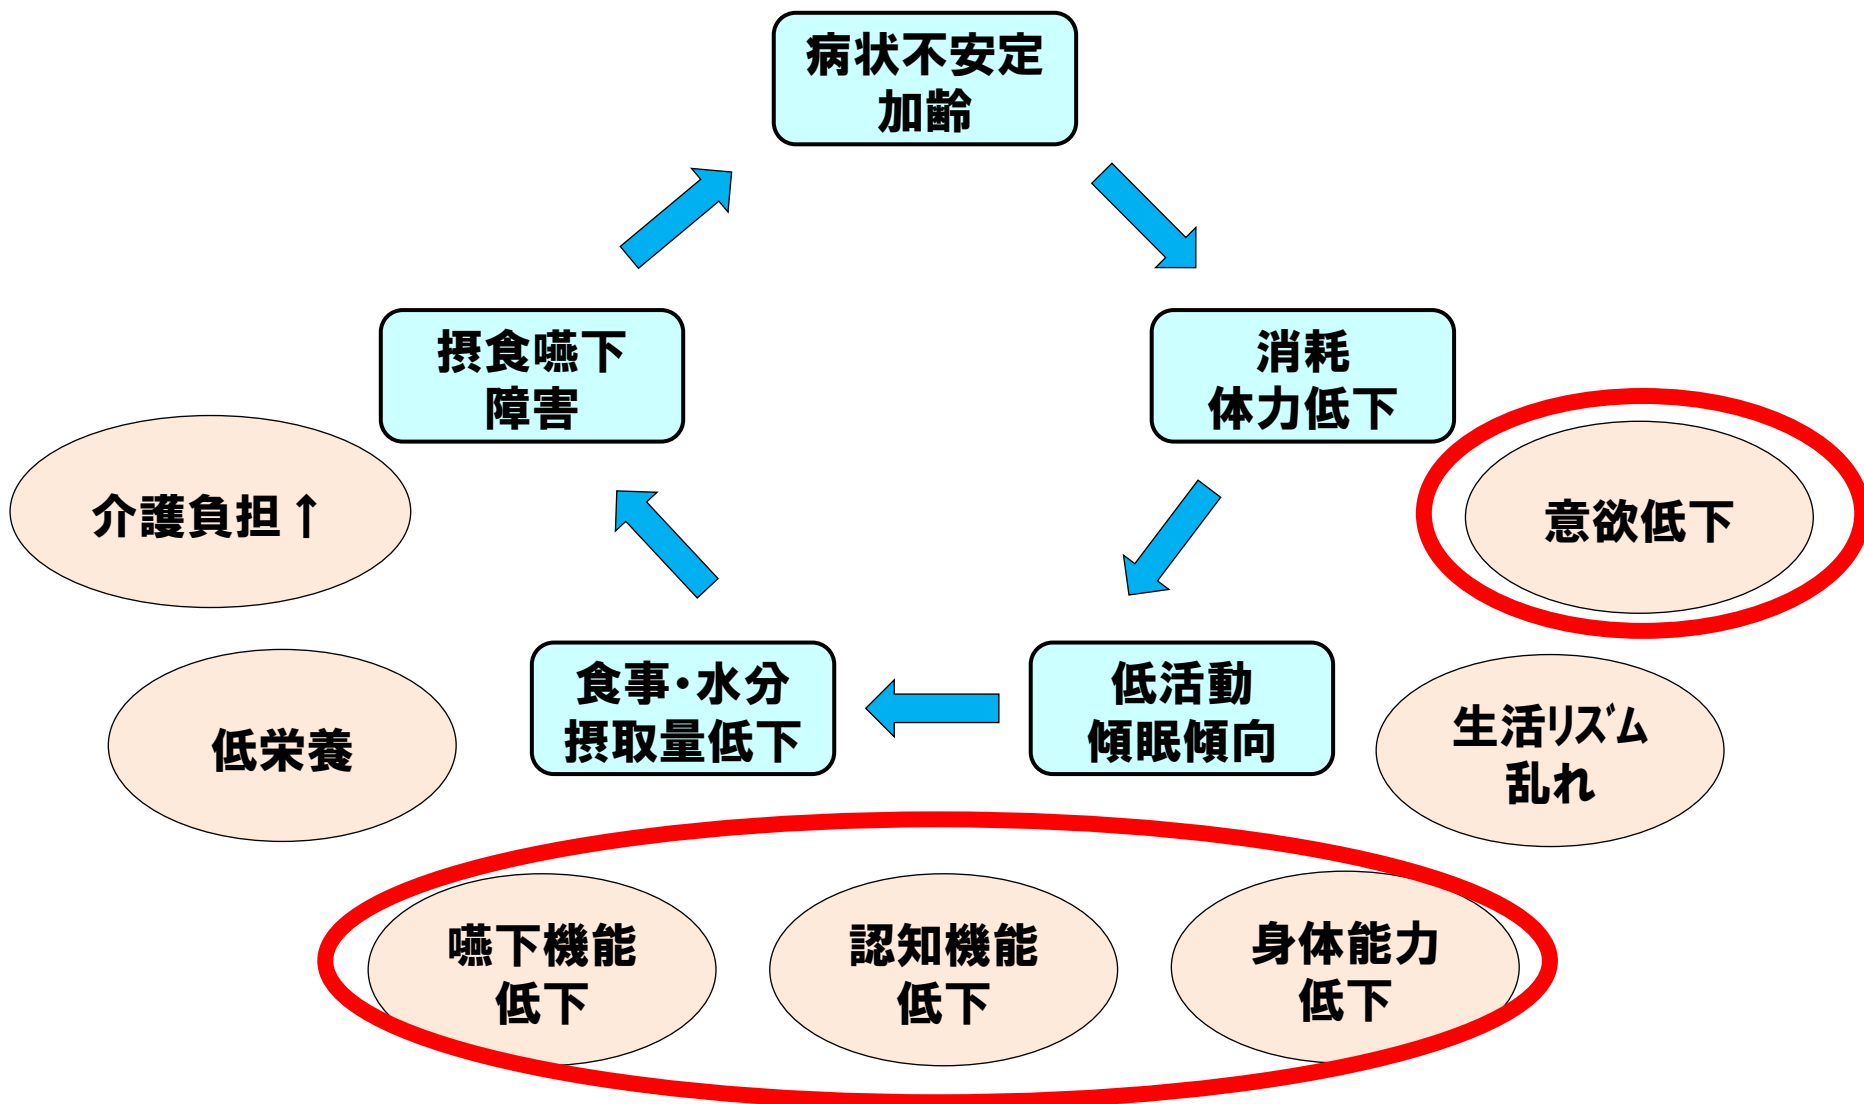 病状不安定
加齢
摂食嚥下
障害
消耗
体力低下
介護負担↑
意欲低下
食事・水分
摂取量低下
低活動
傾眠傾向
低栄養
生活ﾘｽﾞﾑ
乱れ
嚥下機能
低下
認知機能
低下
身体能力
低下